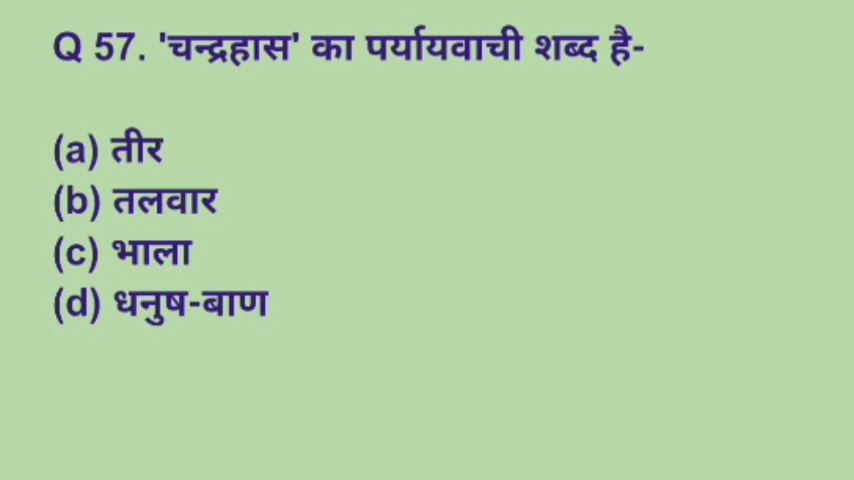 Q 57. 'चन्द्रहास' का पर्यायवाची शब्द है-
(a) तीर
(b) तलवार
(c) भाला
(d) धनुष-बाण